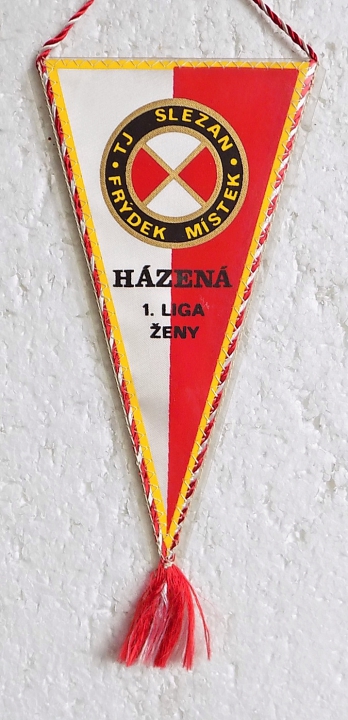 TJ SLEZAN
FRÝDEK MÍSTEK
HÁZENÁ
1. LIGA
ŽENY